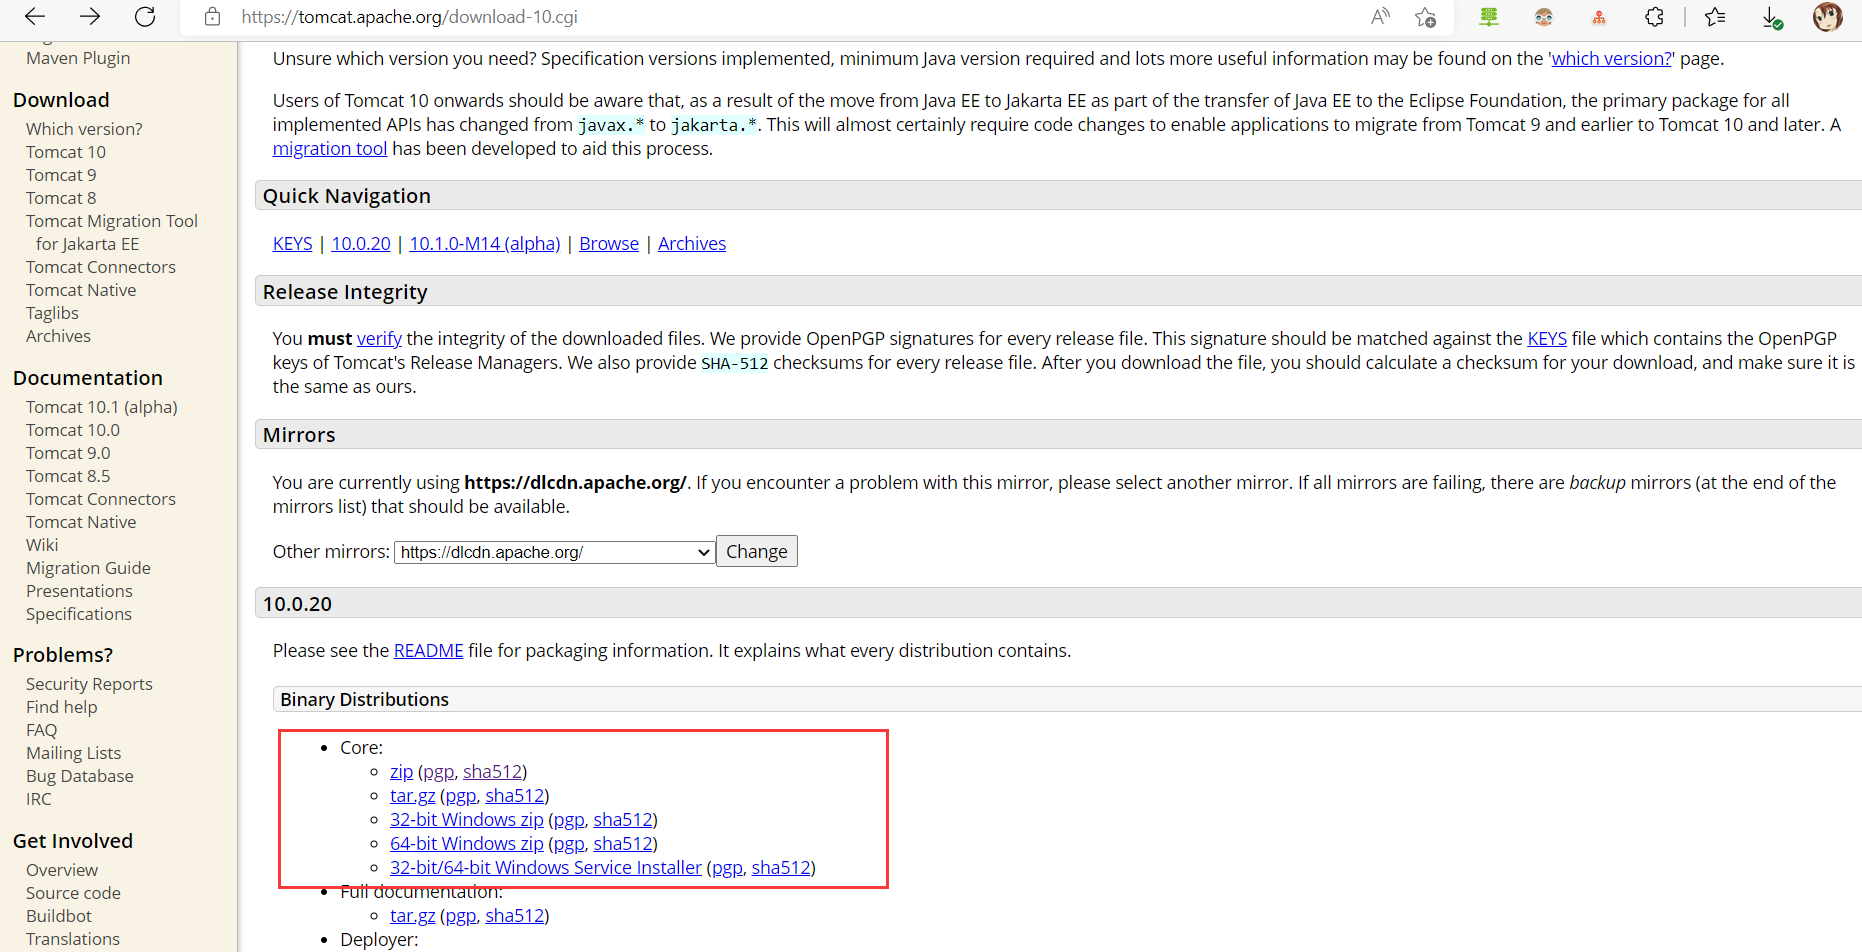 https://tomcat.apache.org/download-10.cgi
Maven Plugin
Download
Which version?
Tomcat 10
Tomcat 9
Tomcat 8
Tomcat Migration Tool
for Jakarta EE
Tomcat Connectors
Tomcat Native
Taglibs
Archives
Documentation
Tomcat 10.1 (alpha)
Tomcat 10.0
Tomcat 9.0
Tomcat 8.5
Tomcat Connectors
Tomcat Native
Wiki
Migration Guide
Presentations
Specifications
Problems?
Security Reports
Find help
FAQ
Mailing Lists
Bug Database
IRC
Get Involved
Overview
Source code
Buildbot
Translations
Unsure which version you need? Specification versions implemented, minimum Java version required and lots more useful information may be found on the 'which version?' page.
Users of Tomcat 10 onwards should be aware that, as a result of the move from Java EE to Jakarta EE as part of the transfer of Java EE to the Eclipse Foundation, the primary package for all
implemented APIs has changed from javax.* to jakarta.*. This will almost certainly require code changes to enable applications to migrate from Tomcat 9 and earlier to Tomcat 10 and later. A
migration tool has been developed to aid this process.
Quick Navigation
KEYS | 10.0.20 | 10.1.0-M14 (alpha) | Browse | Archives
Release Integrity
You must verify the integrity of the downloaded files. We provide OpenPGP signatures for every release file. This signature should be matched against the KEYS file which contains the OpenPGP
keys of Tomcat's Release Managers. We also provide SHA-512 checksums for every release file. After you download the file, you should calculate a checksum for your download, and make sure it is
the same as ours.
Mirrors
You are currently using https://dlcdn.apache.org/. If you encounter a problem with this mirror, please select another mirror. If all mirrors are failing, there are backup mirrors (at the end of the
mirrors list) that should be available.
Other mirrors: https://dlcdn.apache.org/ Change
10.0.20
Please see the README file for packaging information. It explains what every distribution contains.
Binary Distributions
• Core:
zip (pgp, sha512)
tar.gz (pgp, sha512)
32-bit Windows zip (pgp, sha512)
64-bit Windows zip (pgp, sha512)
32-bit/64-bit Windows Service Installer (pgp, sha512)
• Full documentation:
tar.gz (pgp, sha512)
• Deployer: